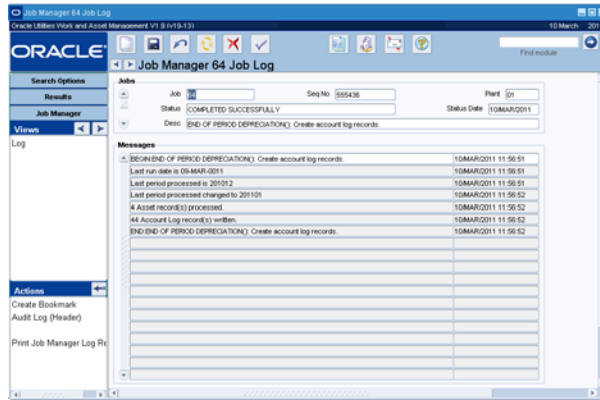 Job Manager 64 Job Log
Oracle Utilities Work and Asset Management V1.9 (v19-13) 10 March 201
ORACLE
Find module
Job Manager 64 Job Log
Search Options
Results
Job Manager
Views
Log
Jobs
Job 64 Seq No 555436 Plant 01
Status COMPLETED SUCCESSFULLY Status Date 10/MAR/2011
Desc END OF PERIOD DEPRECIATION(): Create account log records.
Messages
BEGIN:END OF PERIOD DEPRECIATION(): Create account log records. 10/MAR/2011 11:56:51
Last run date is 09-MAR-0011 10/MAR/2011 11:56:51
Last period processed is 201012 10/MAR/2011 11:56:51
Last period processed changed to 201101 10/MAR/2011 11:56:52
4 Asset record(s) processed. 10/MAR/2011 11:56:52
44 Account Log record(s) written. 10/MAR/2011 11:56:52
END:END OF PERIOD DEPRECIATION(): Create account log records. 10/MAR/2011 11:56:52
Actions
Create Bookmark
Audit Log (Header)
Print Job Manager Log Re